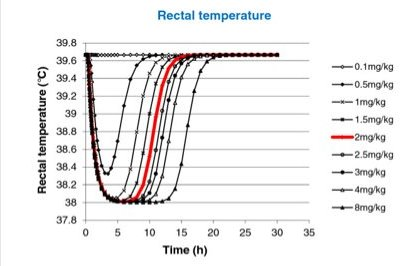 Rectal temperature
Rectal temperature (°C)
39.8
39.6
39.4
39.2
39
38.8
38.6
38.4
38.2
38
37.8
0 5 10 15 20 25 30 35
Time (h)
0.1mg/kg
0.5mg/kg
1mg/kg
1.5mg/kg
2mg/kg
2.5mg/kg
3mg/kg
4mg/kg
8mg/kg